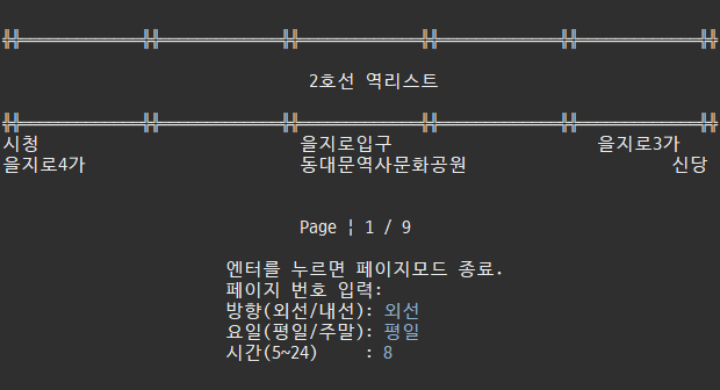 2호선 역리스트
시청 을지로입구 을지로3가
을지로4가 동대문역사문화공원 신당
Page ¦ 1 / 9
엔터를 누르면 페이지모드 종료.
페이지 번호 입력:
방향(외선/내선): 외선
요일(평일/주말): 평일
시간(5~24) : 8